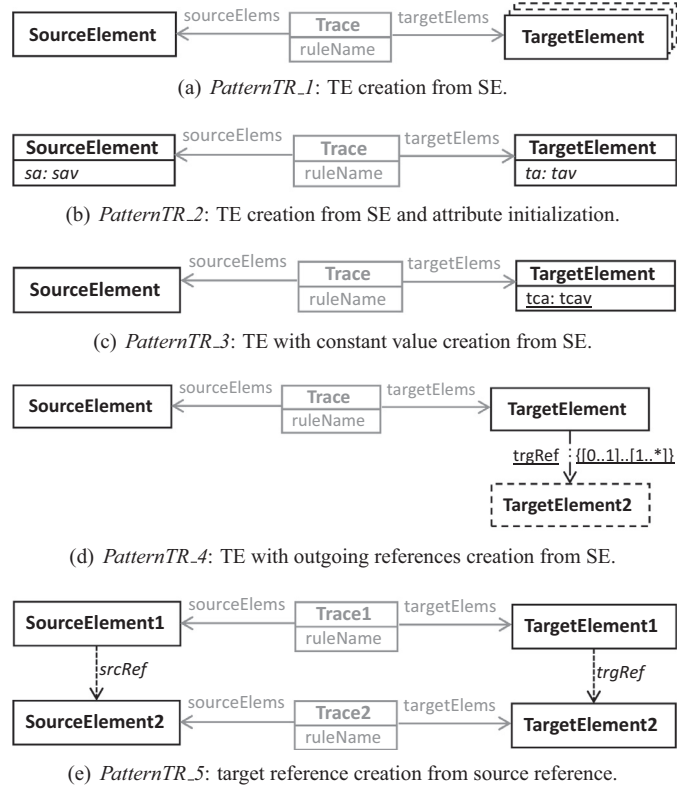 SourceElement sourceElems Trace targetElems TargetElement
ruleName
(a) PatternTR_1: TE creation from SE.
sourceElems targetElems
SourceElement Trace TargetElement
sa: sav ruleName ta: tav
(b) PatternTR_2: TE creation from SE and attribute initialization.
sourceElems Trace targetElems TargetElement
SourceElement ruleName tca: tcav
(c) PatternTR_3: TE with constant value creation from SE.
SourceElement sourceElems Trace targetElems TargetElement
ruleName
trgRef {[0..1]..[1..*]}
TargetElement2
(d) PatternTR_4: TE with outgoing references creation from SE.
SourceElement1 sourceElems Trace1 targetElems TargetElement1
ruleName
srcRef trgRef
SourceElement2 sourceElems Trace2 targetElems TargetElement2
ruleName
(e) PatternTR_5: target reference creation from source reference.